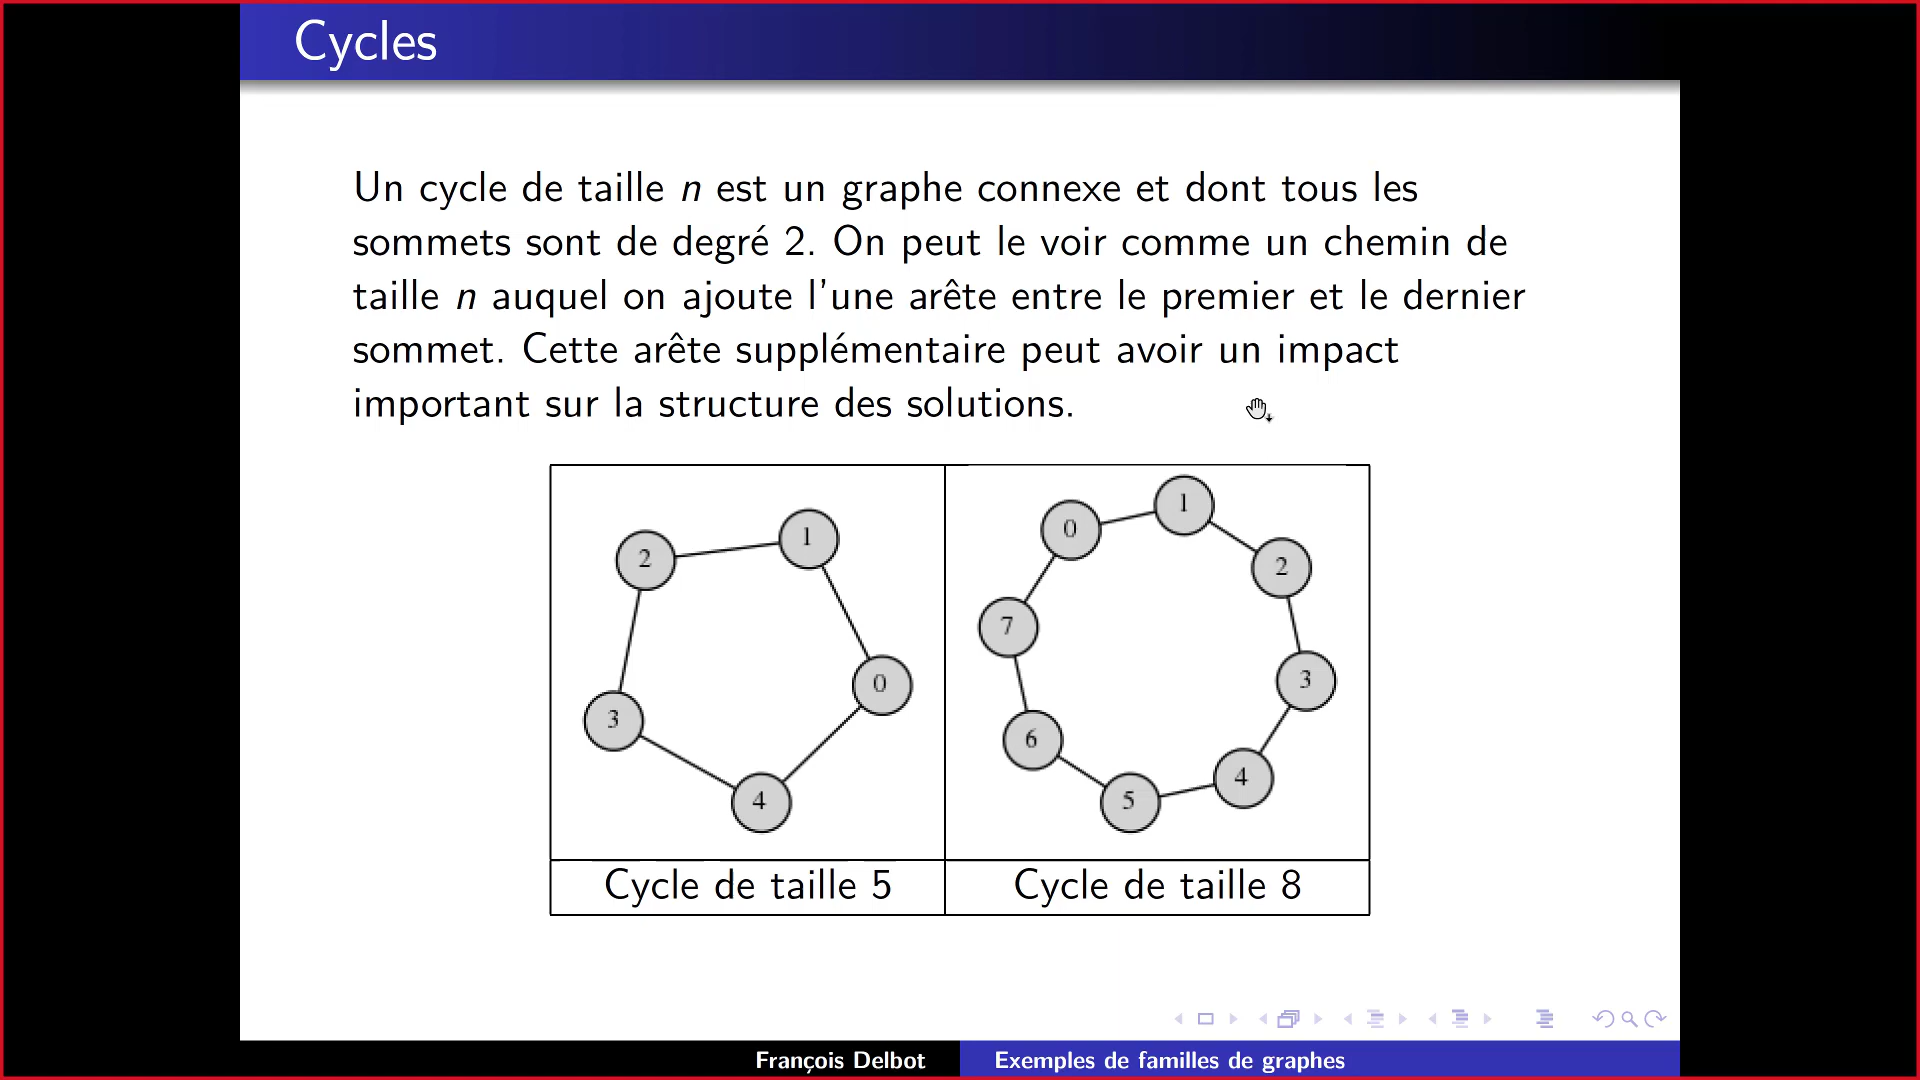 Cycles
Un cycle de taille n est un graphe connexe et dont tous les
sommets sont de degré 2. On peut le voir comme un chemin de
taille n auquel on ajoute l'une arête entre le premier et le dernier
sommet. Cette arête supplémentaire peut avoir un impact
important sur la structure des solutions.
2
1
0
3
4
0
1
2
7
3
6
4
5
Cycle de taille 5
Cycle de taille 8
François Delbot
Exemples de familles de graphes